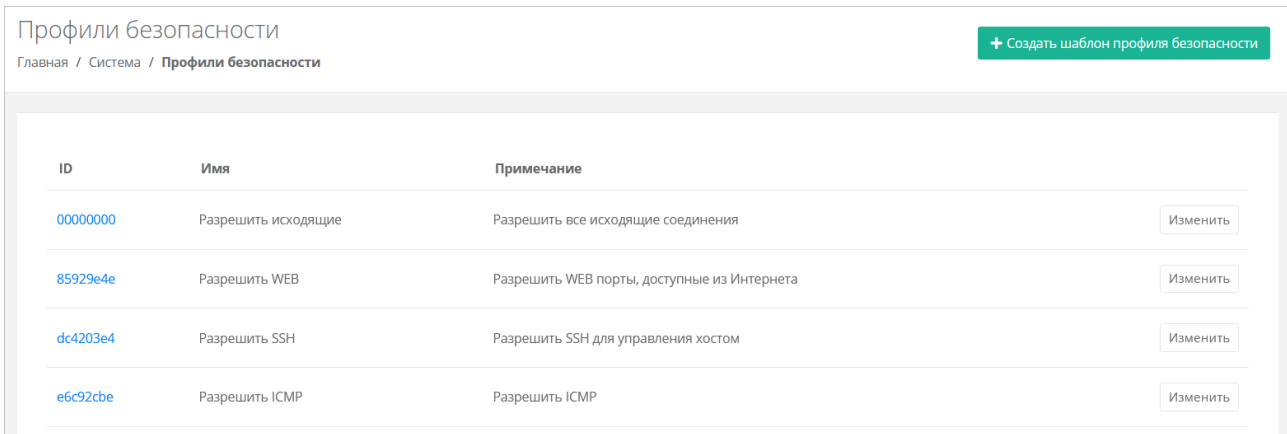 Профили безопасности
+ Создать шаблон профиля безопасности
Главная / Система / Профили безопасности
ID Имя Примечание
00000000 Разрешить исходящие Разрешить все исходящие соединения Изменить
85929e4e Разрешить WEB Разрешить WEB порты, доступные из Интернета Изменить
dc4203e4 Разрешить SSH Разрешить SSH для управления хостом Изменить
e6c92cbe Разрешить ICMP Разрешить ICMP Изменить